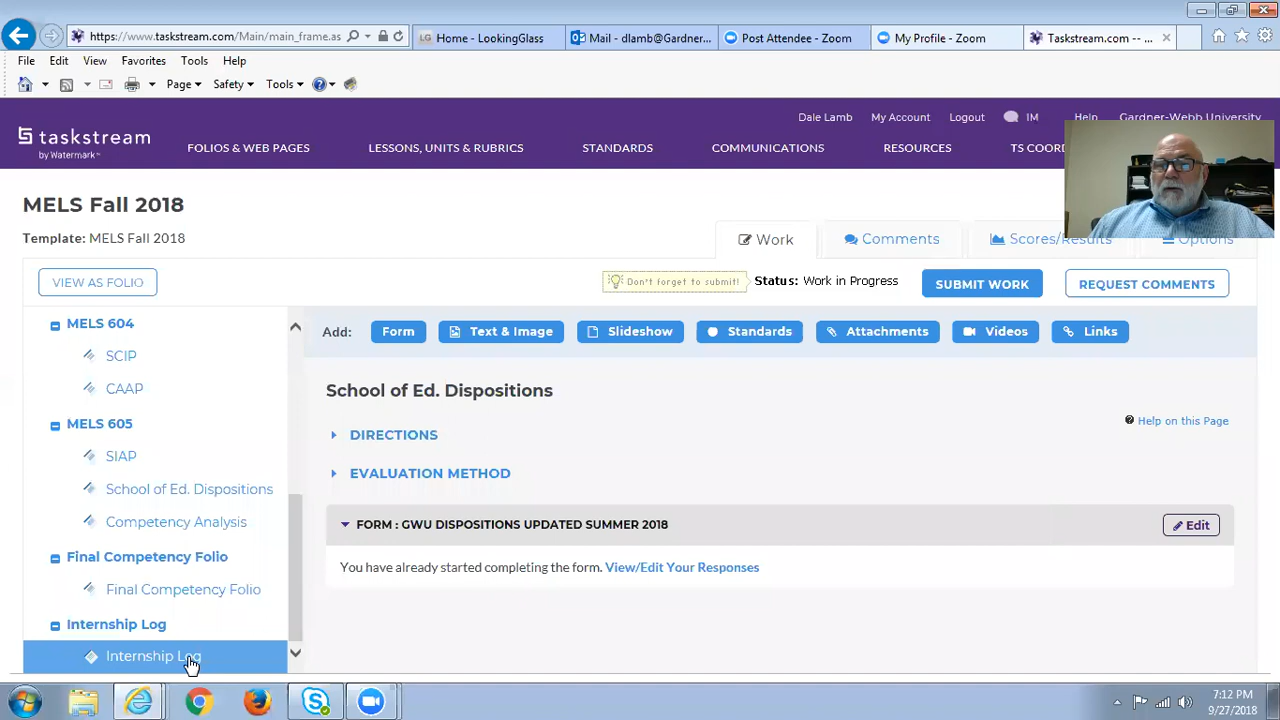 https://www.taskstream.com/Main/main_frame.as
LG Home - LookingGlass
Mail - dlamb@Gardner...
Post Attendee - Zoom
My Profile - Zoom
Taskstream.com -- ...
File Edit View Favorites Tools Help
Page Safety Tools
Dale Lamb My Account Logout IM Help Gardner-Webb University
taskstream
by Watermark
FOLIOS & WEB PAGES LESSONS, UNITS & RUBRICS STANDARDS COMMUNICATIONS RESOURCES TS COORD
MELS Fall 2018
Template: MELS Fall 2018
Work Comments Scores/Results Options
VIEW AS FOLIO
Don't forget to submit!
Status: Work in Progress
SUBMIT WORK
REQUEST COMMENTS
MELS 604
SCIP
CAAP
MELS 605
SIAP
School of Ed. Dispositions
Competency Analysis
Final Competency Folio
Final Competency Folio
Internship Log
Internship Log
Add: Form Text & Image Slideshow Standards Attachments Videos Links
School of Ed. Dispositions
Help on this Page
DIRECTIONS
EVALUATION METHOD
FORM : GWU DISPOSITIONS UPDATED SUMMER 2018
Edit
You have already started completing the form. View/Edit Your Responses
7:12 PM
9/27/2018